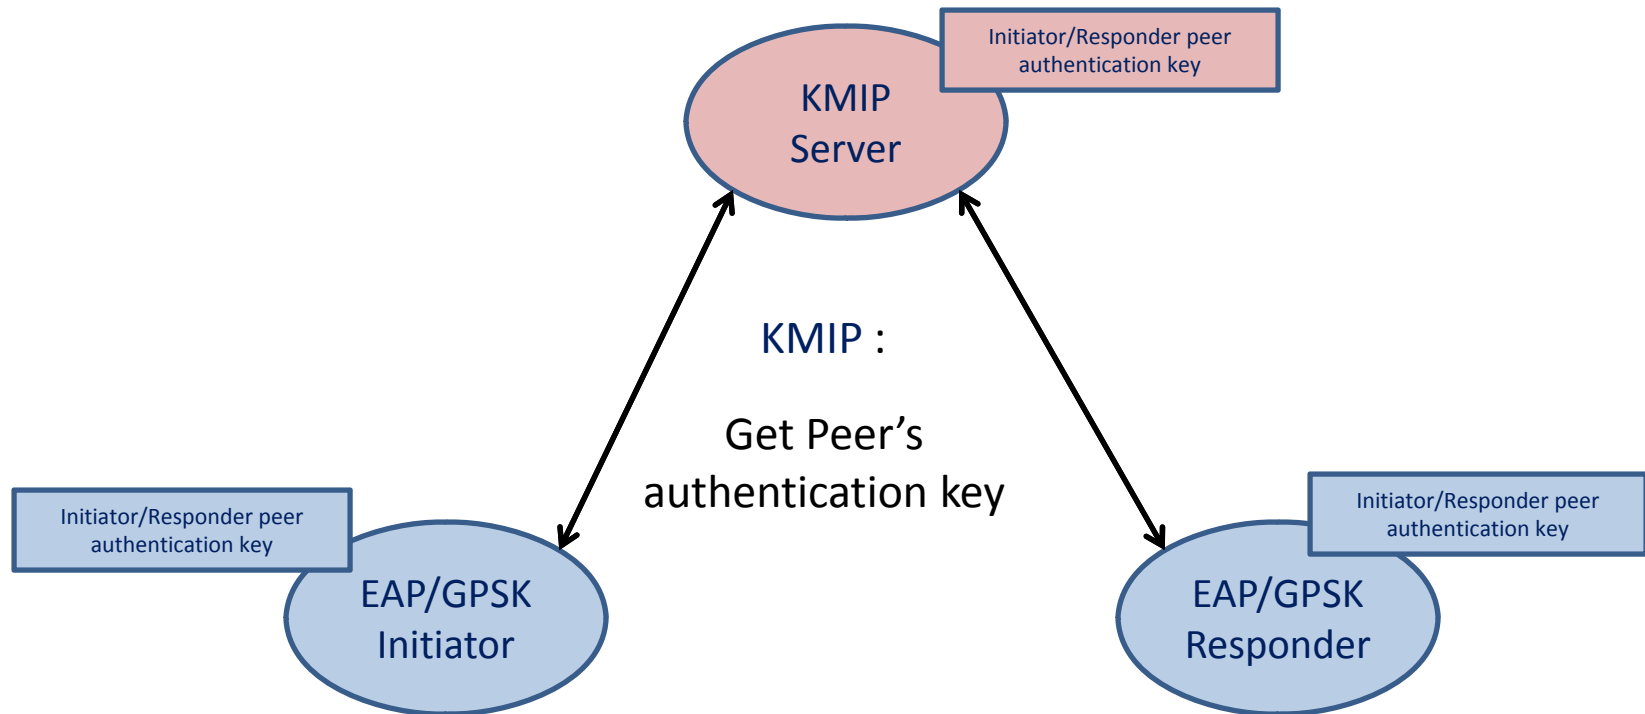 Initiator/Responder peer
authentication key
KMIP
Server
KMIP :
Get Peer’s
authentication key
Initiator/Responder peer
authentication key
EAP/GPSK
Initiator
Initiator/Responder peer
authentication key
EAP/GPSK
Responder